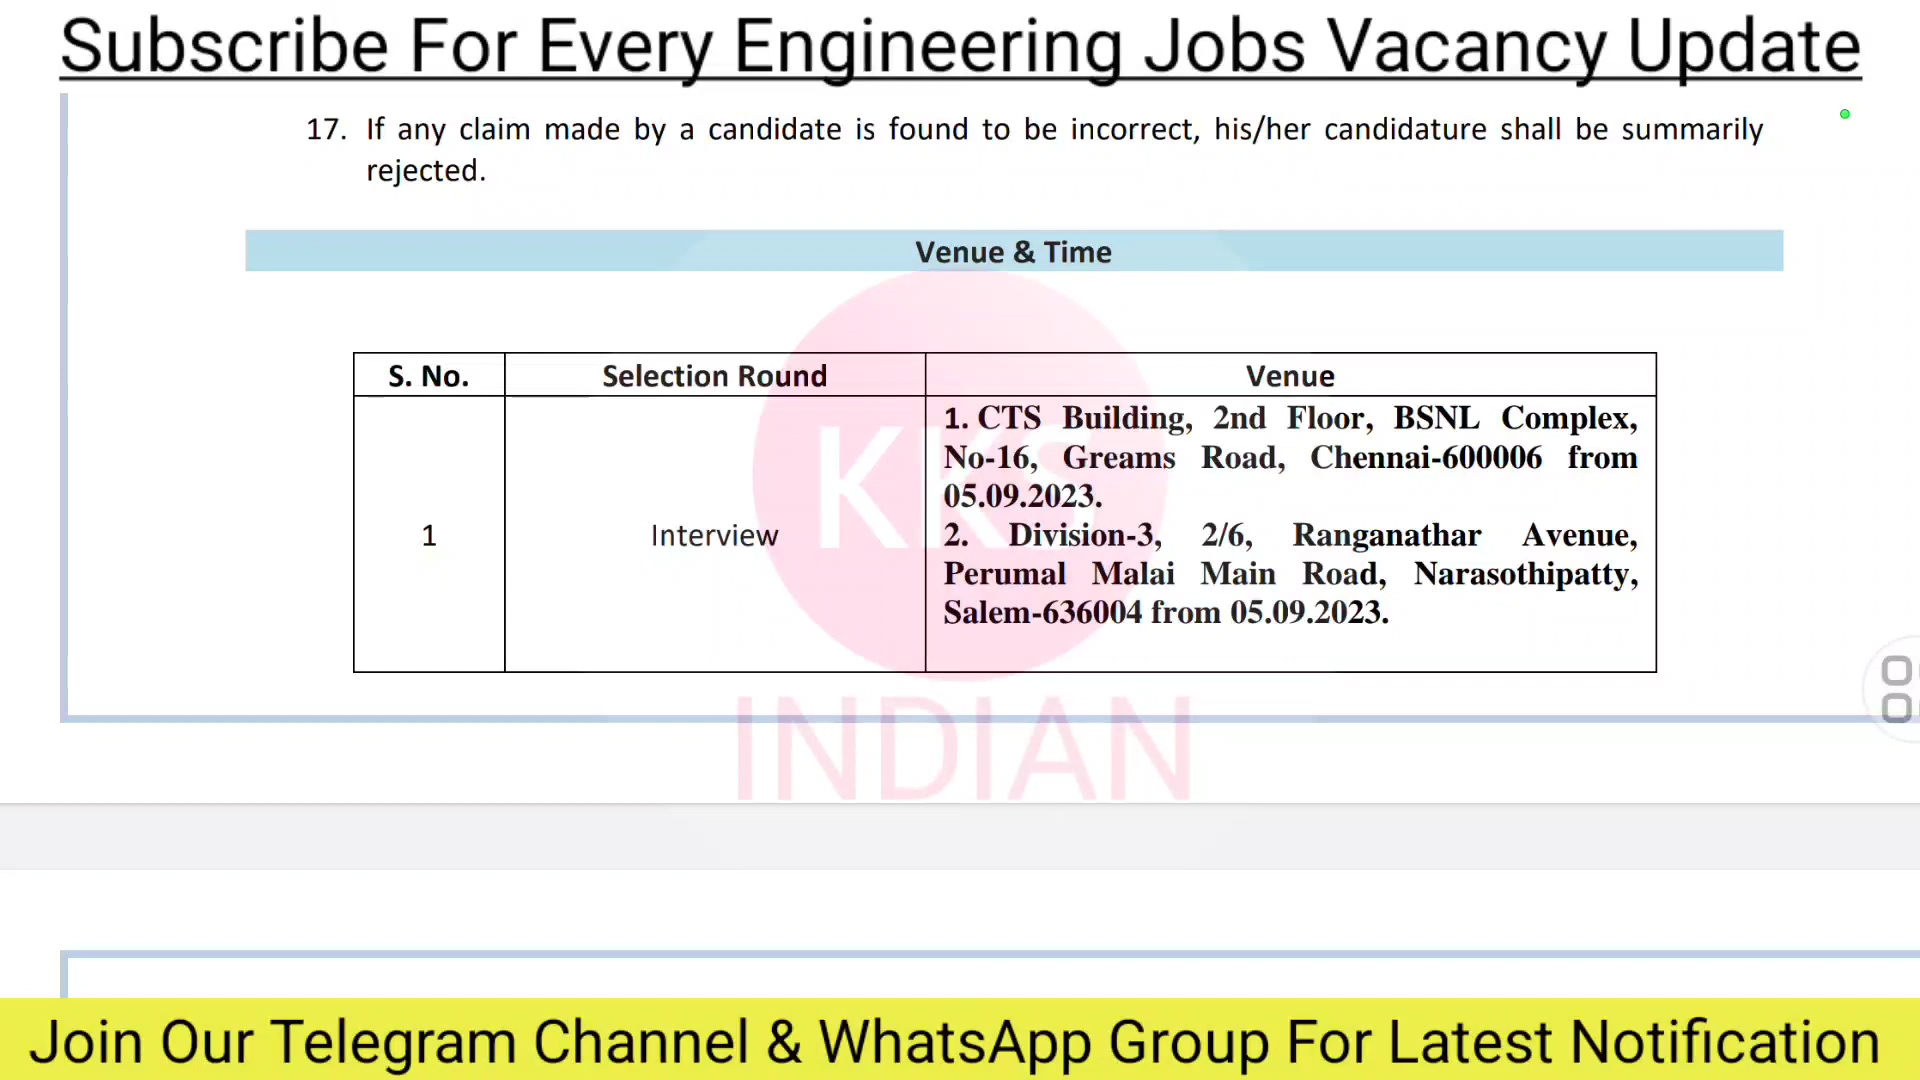 Subscribe For Every Engineering Jobs Vacancy Update
17. If any claim made by a candidate is found to be incorrect, his/her candidature shall be summarily
rejected.
Venue & Time
S. No.
Selection Round
Venue
1
Interview
1. CTS Building, 2nd Floor, BSNL Complex,
No-16, Greams Road, Chennai-600006 from
05.09.2023.
2. Division-3, 2/6, Ranganathar Avenue,
Perumal Malai Main Road, Narasothipatty,
Salem-636004 from 05.09.2023.
KKS
INDIAN
Join Our Telegram Channel & WhatsApp Group For Latest Notification